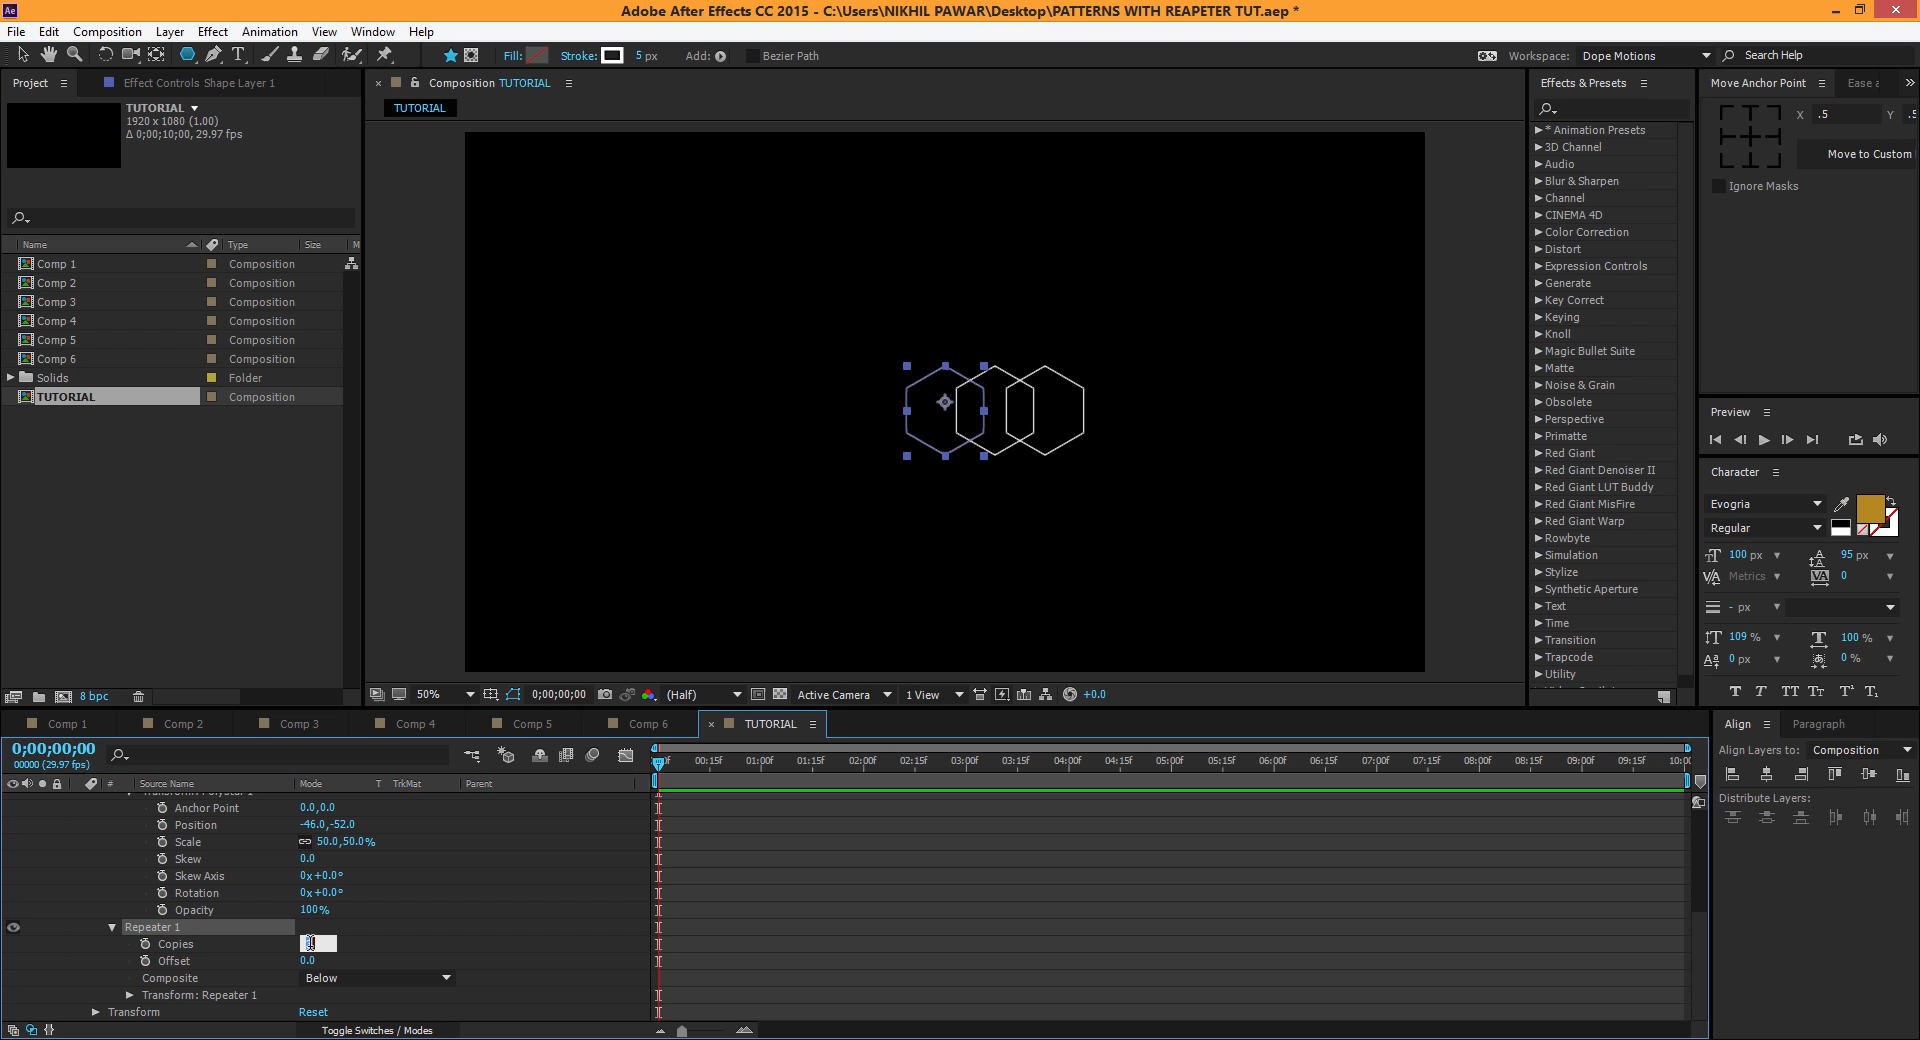 Adobe After Effects CC 2015 - C:\Users\NIKHIL PAWAR\Desktop\PATTERNS WITH REAPETER TUT.aep *
File Edit Composition Layer Effect Animation View Window Help
Fill: Stroke: 5 px Add: Bezier Path Workspace: Dope Motions Search Help
Project Effect Controls Shape Layer 1
TUTORIAL
1920 x 1080 (1.00)
Δ 0;00;10;00, 29.97 fps
Name Type Size M
Comp 1 Composition
Comp 2 Composition
Comp 3 Composition
Comp 4 Composition
Comp 5 Composition
Comp 6 Composition
Solids Folder
TUTORIAL Composition
8 bpc
Composition TUTORIAL
TUTORIAL
50% 0;00;00;00 (Half) Active Camera 1 View +0.0
Effects & Presets
* Animation Presets
3D Channel
Audio
Blur & Sharpen
Channel
CINEMA 4D
Color Correction
Distort
Expression Controls
Generate
Key Correct
Keying
Knoll
Magic Bullet Suite
Matte
Noise & Grain
Obsolete
Perspective
Primatte
Red Giant
Red Giant Denoiser II
Red Giant LUT Buddy
Red Giant MisFire
Red Giant Warp
Rowbyte
Simulation
Stylize
Synthetic Aperture
Text
Time
Transition
Trapcode
Utility
Move Anchor Point Ease a
X .5 Y .5
Move to Custom
Ignore Masks
Preview
Character
Evogria
Regular
100 px 95 px
Metrics 0
- px
109 % 100 %
0 px 0 %
Comp 1 Comp 2 Comp 3 Comp 4 Comp 5 Comp 6 TUTORIAL
0;00;00;00
00000 (29.97 fps)
00:15f 01:00f 01:15f 02:00f 02:15f 03:00f 03:15f 04:00f 04:15f 05:00f 05:15f 06:00f 06:15f 07:00f 07:15f 08:00f 08:15f 09:00f 09:15f 10:0
# Source Name Mode T TrkMat Parent
Anchor Point 0.0,0.0
Position -46.0,-52.0
Scale 50.0,50.0%
Skew 0.0
Skew Axis 0x+0.0°
Rotation 0x+0.0°
Opacity 100%
Repeater 1
Copies
Offset 0.0
Composite Below
Transform: Repeater 1
Transform Reset
Toggle Switches / Modes
Align Paragraph
Align Layers to: Composition
Distribute Layers: